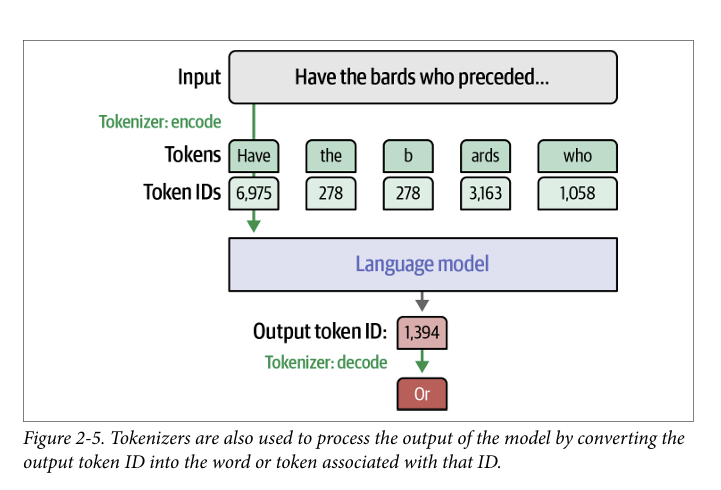 Input
Have the bards who preceded...
Tokenizer: encode
Tokens
Have the b ards who
Token IDs
6,975 278 278 3,163 1,058
Language model
Output token ID:
1,394
Tokenizer: decode
Or
Figure 2-5. Tokenizers are also used to process the output of the model by converting the
output token ID into the word or token associated with that ID.